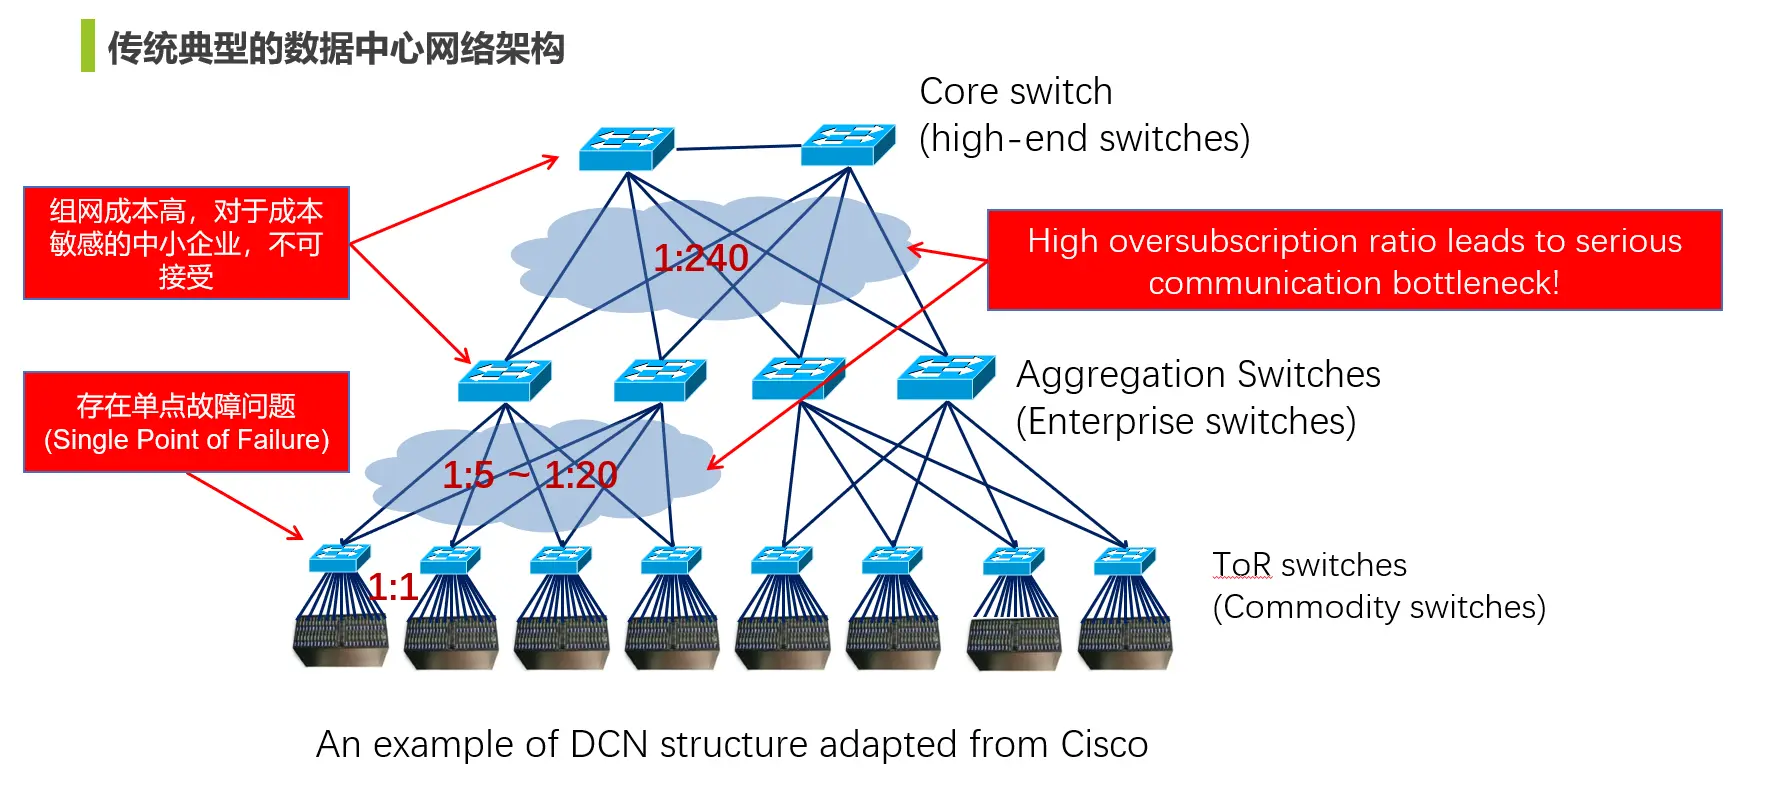 传统典型的数据中心网络架构
Core switch
(high-end switches)
组网成本高，对于成本
敏感的中小企业，不可
接受
1:240
High oversubscription ratio leads to serious
communication bottleneck!
Aggregation Switches
(Enterprise switches)
存在单点故障问题
(Single Point of Failure)
1:5 ~ 1:20
1:1
ToR switches
(Commodity switches)
An example of DCN structure adapted from Cisco